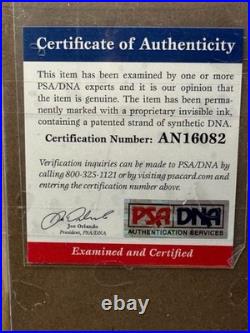 Certificate of Authenticity
This item has been examined by one or more
PSA/DNA experts and it is our opinion that
the item is genuine. The item has been perma-
nently marked with a proprietary invisible ink,
containing a patented strand of synthetic DNA.
Certification Number: AN16082
Verification inquiries can be made to PSA/DNA by
calling 800-325-1121 or by visiting psacard.com and
entering the certification number above.
Joe Orlando
President, PSA/DNA
PSA DNA
AUTHENTICATION SERVICES
Examined and Certified